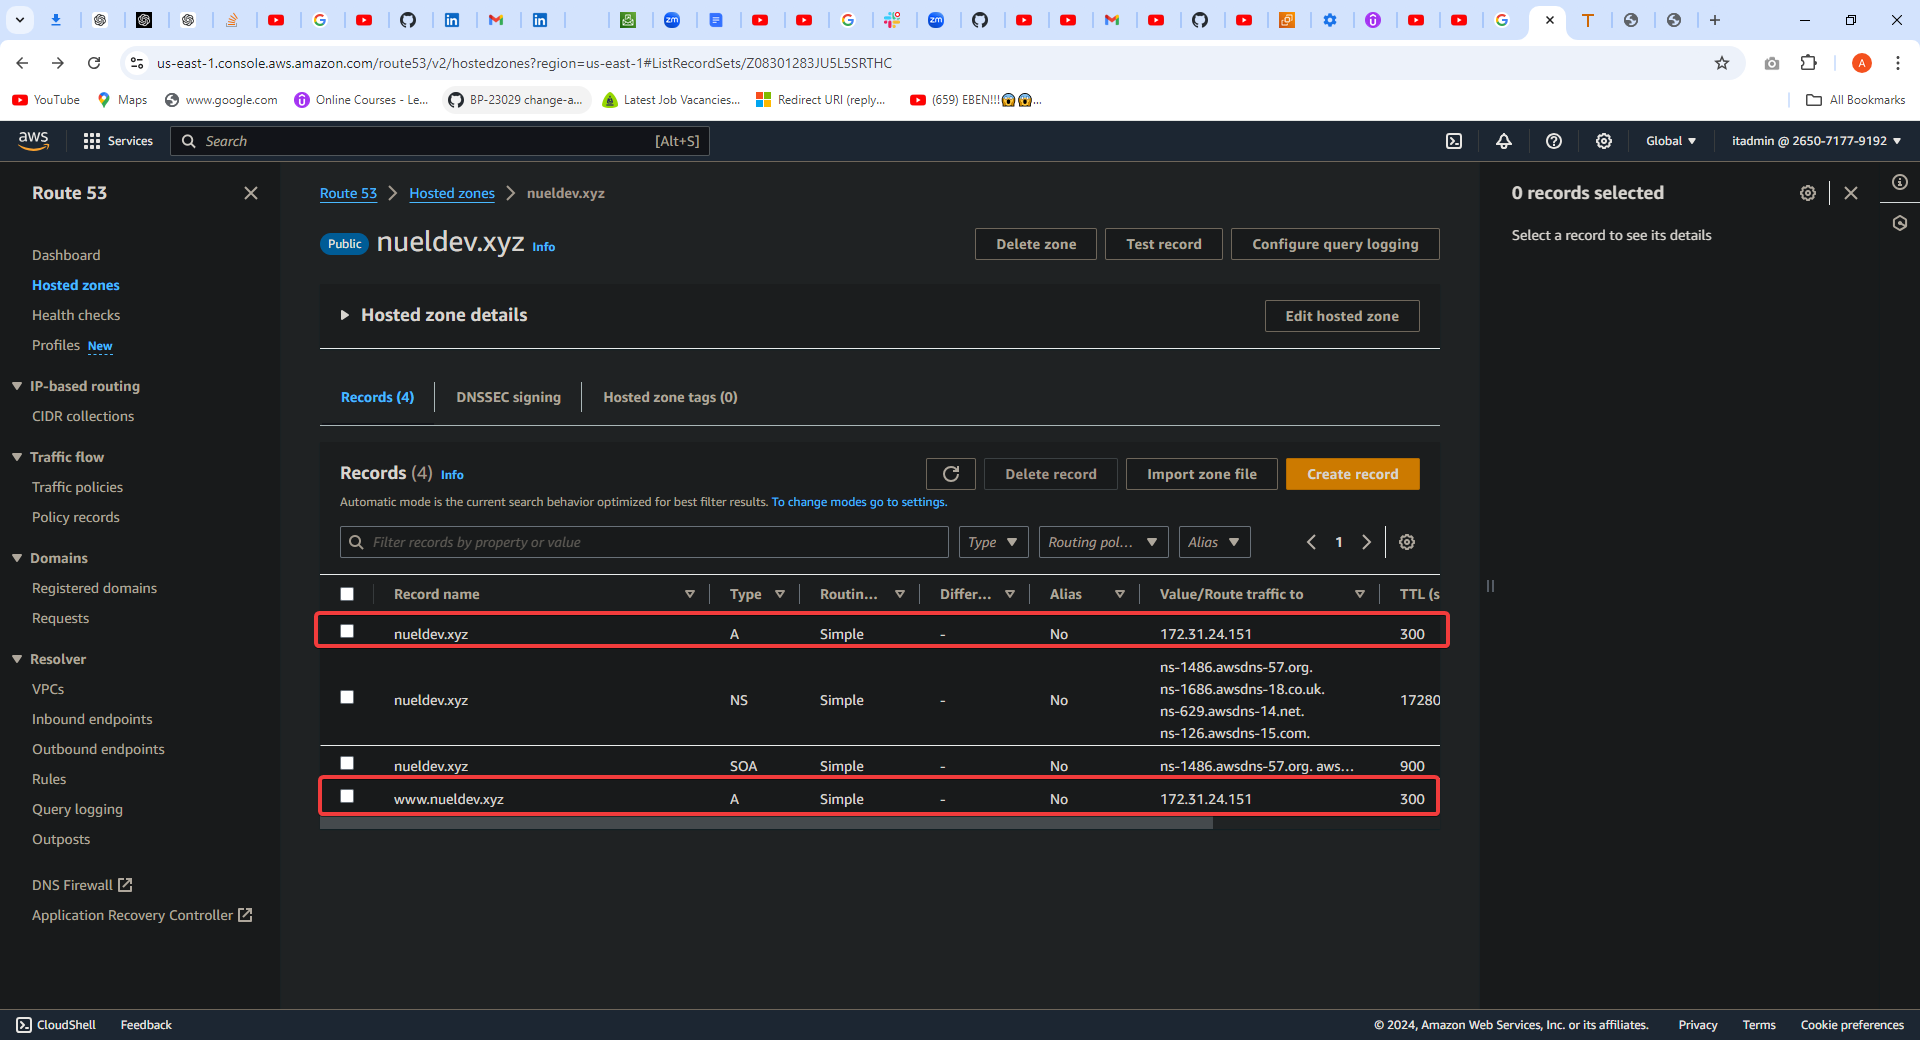 us-east-1.console.aws.amazon.com/route53/v2/hostedzones?region=us-east-1#ListRecordSets/Z08301283JU5L5SRTHC
A
YouTube
Maps
www.google.com
Online Courses - Le...
BP-23029 change-a...
Latest Job Vacancies...
Redirect URI (reply...
(659) EBEN!!!😱😱...
All Bookmarks
aws
Services
Search
[Alt+S]
Global
itadmin @ 2650-7177-9192
Route 53
Dashboard
Hosted zones
Health checks
Profiles New
IP-based routing
CIDR collections
Traffic flow
Traffic policies
Policy records
Domains
Registered domains
Requests
Resolver
VPCs
Inbound endpoints
Outbound endpoints
Rules
Query logging
Outposts
DNS Firewall
Application Recovery Controller
Route 53 > Hosted zones > nueldev.xyz
Public nueldev.xyz Info
Delete zone
Test record
Configure query logging
Hosted zone details
Edit hosted zone
Records (4)
DNSSEC signing
Hosted zone tags (0)
Records (4) Info
Delete record
Import zone file
Create record
Automatic mode is the current search behavior optimized for best filter results. To change modes go to settings.
Filter records by property or value
Type
Routing pol...
Alias
1
Record name Type Routin... Differ... Alias Value/Route traffic to TTL (s
nueldev.xyz A Simple - No 172.31.24.151 300
nueldev.xyz NS Simple - No ns-1486.awsdns-57.org. 17280
ns-1686.awsdns-18.co.uk.
ns-629.awsdns-14.net.
ns-126.awsdns-15.com.
nueldev.xyz SOA Simple - No ns-1486.awsdns-57.org. aws... 900
www.nueldev.xyz A Simple - No 172.31.24.151 300
0 records selected
Select a record to see its details
CloudShell
Feedback
© 2024, Amazon Web Services, Inc. or its affiliates.
Privacy
Terms
Cookie preferences